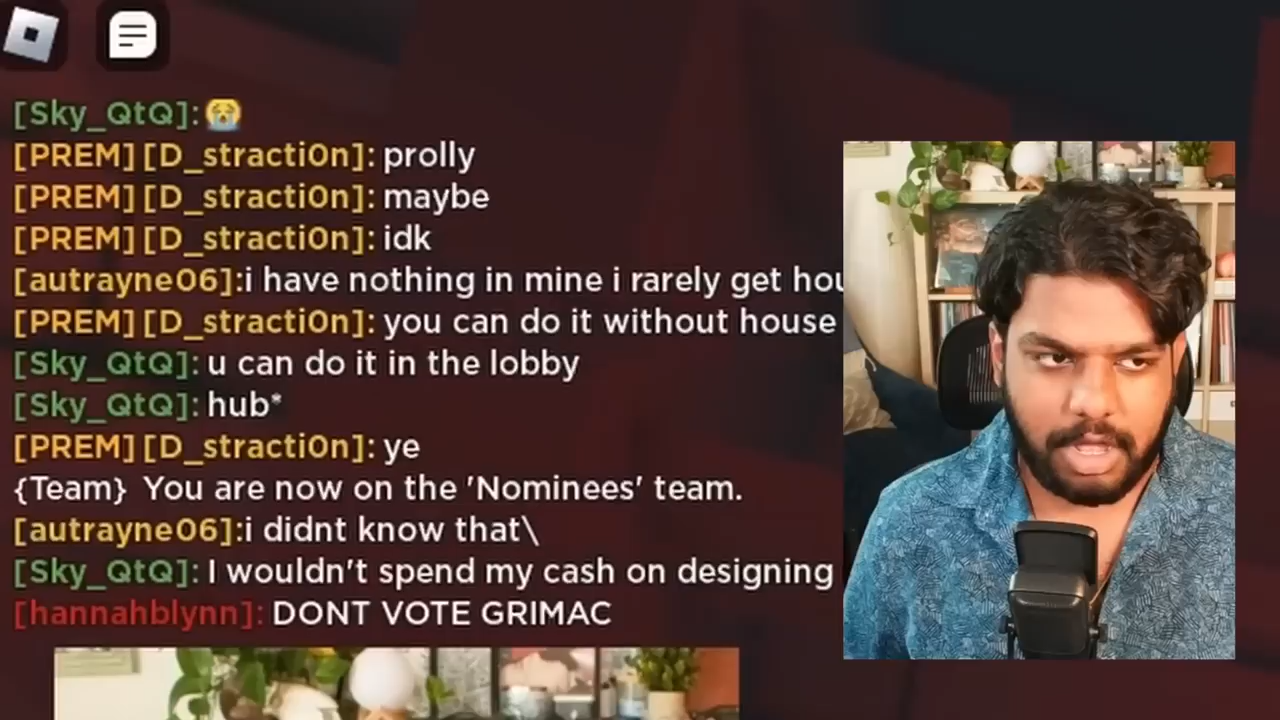 [Sky_QtQ]: 😭
[PREM] [D_stracti0n]: prolly
[PREM] [D_stracti0n]: maybe
[PREM] [D_stracti0n]: idk
[autrayne06]:i have nothing in mine i rarely get hou
[PREM] [D_stracti0n]: you can do it without house
[Sky_QtQ]: u can do it in the lobby
[Sky_QtQ]: hub*
[PREM] [D_stracti0n]: ye
{Team} You are now on the 'Nominees' team.
[autrayne06]:i didnt know that\
[Sky_QtQ]: I wouldn't spend my cash on designing
[hannahblynn]: DONT VOTE GRIMAC